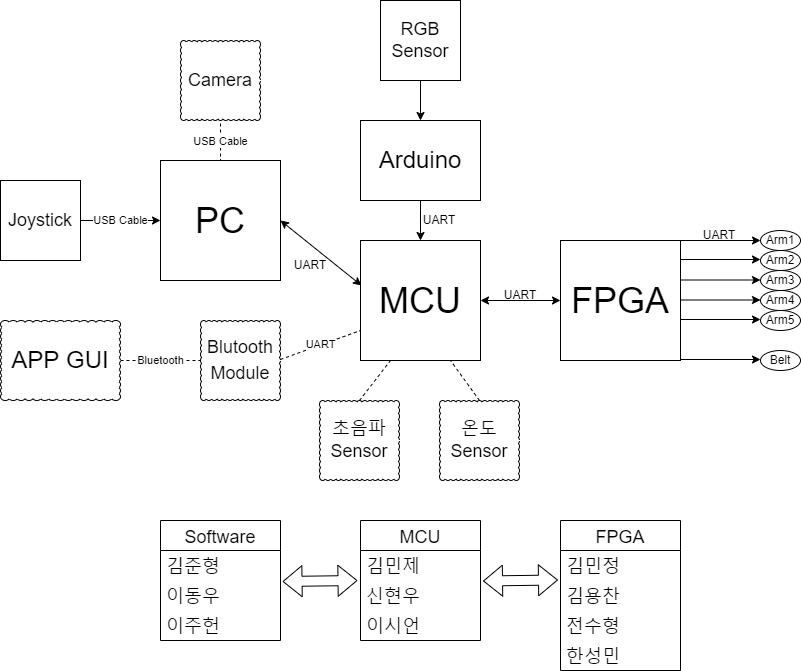 RGB
Sensor
Camera
USB Cable
Arduino
Joystick
USB Cable
PC
UART
UART
MCU
UART
FPGA
UART
Arm1
Arm2
Arm3
Arm4
Arm5
Belt
APP GUI
Bluetooth
Blutooth
Module
UART
초음파
Sensor
온도
Sensor
Software
김준형
이동우
이주헌
MCU
김민제
신현우
이시언
FPGA
김민정
김용찬
전수형
한성민